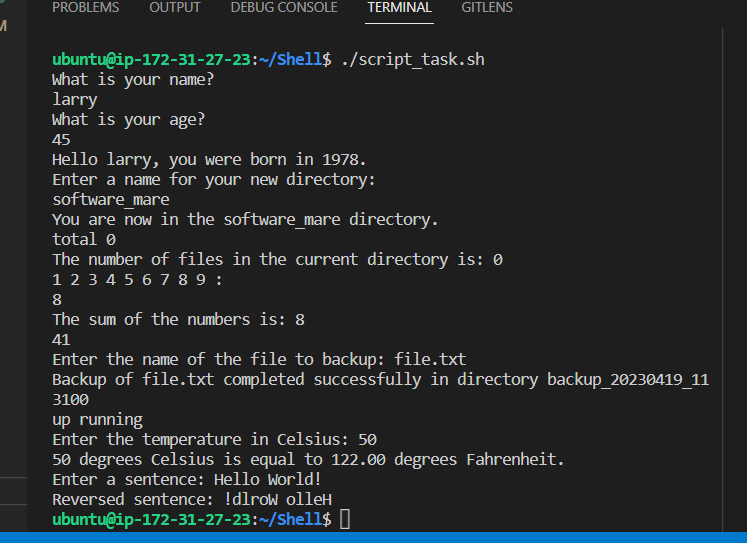 PROBLEMS OUTPUT DEBUG CONSOLE TERMINAL GITLENS
M
ubuntu@ip-172-31-27-23:~/Shell$ ./script_task.sh
What is your name?
larry
What is your age?
45
Hello larry, you were born in 1978.
Enter a name for your new directory:
software_mare
You are now in the software_mare directory.
total 0
The number of files in the current directory is: 0
1 2 3 4 5 6 7 8 9 :
8
The sum of the numbers is: 8
41
Enter the name of the file to backup: file.txt
Backup of file.txt completed successfully in directory backup_20230419_11
3100
up running
Enter the temperature in Celsius: 50
50 degrees Celsius is equal to 122.00 degrees Fahrenheit.
Enter a sentence: Hello World!
Reversed sentence: !dlroW olleH
ubuntu@ip-172-31-27-23:~/Shell$